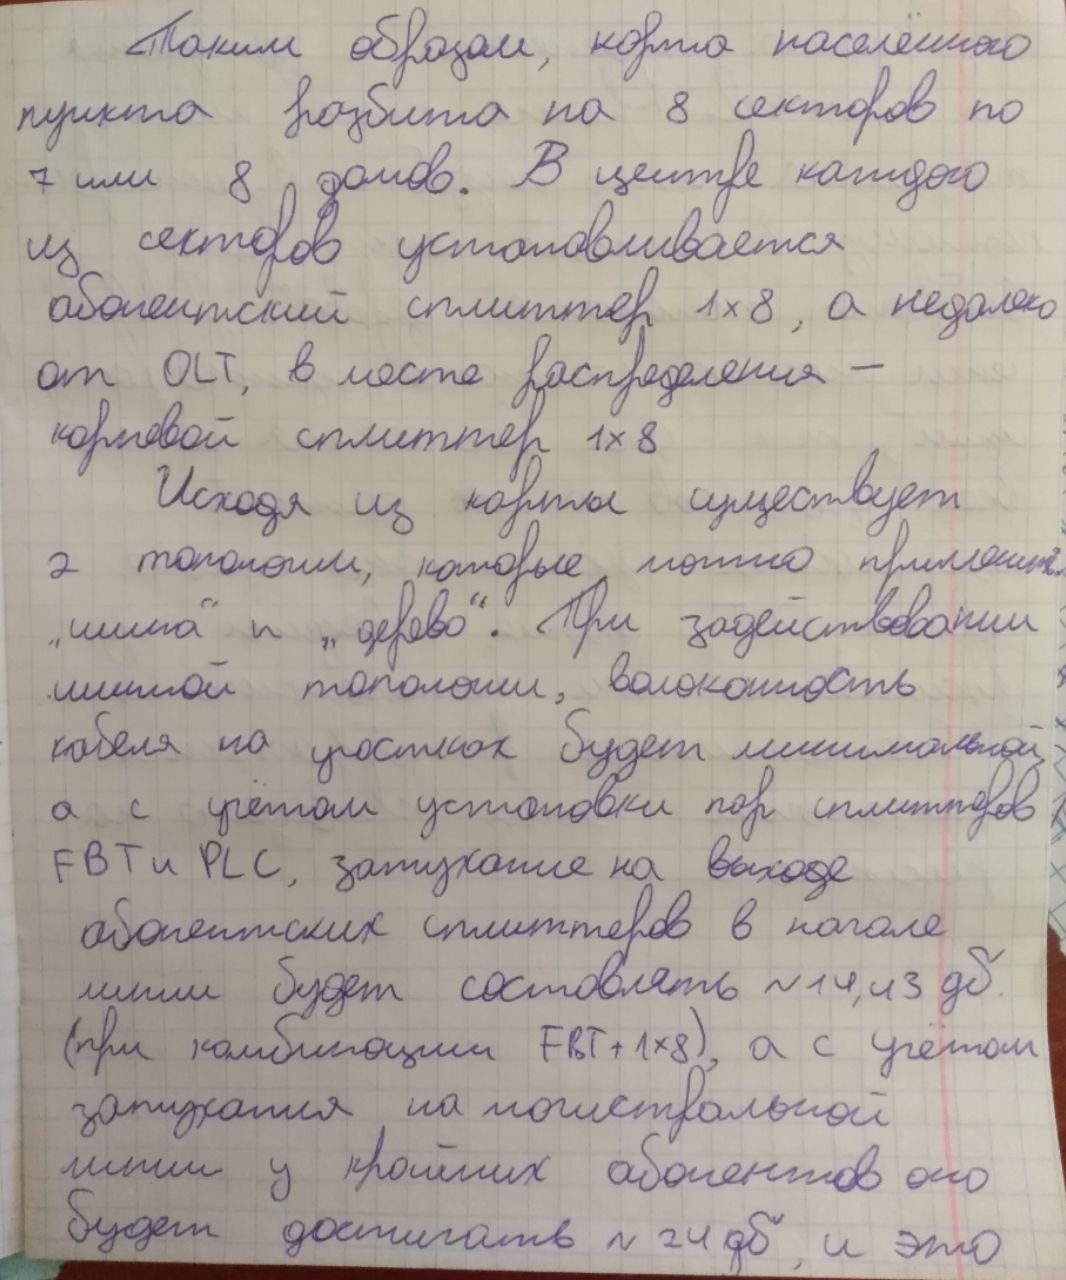 Таким образом, карта населённого
пункта разбита на 8 секторов по
7 или 8 домов. В центре каждого
из секторов устанавливается
абонентский сплиттер 1×8, а недалеко
от OLT, в месте распределения –
корневой сплиттер 1×8
Исходя из карты существует
2 топологии, которые можно применить:
„шина“ и „дерево“. При задействовании
шинной топологии, волоконность
кабеля на участках будет минимальной,
а с учётом установки пар сплиттеров
FBT и PLC, затухание на выходе
абонентских сплиттеров в начале
линии будет составлять ~14,13 дб.
(при комбинации FBT+1×8), а с учётом
затухания на магистральной
линии у крайних абонентов оно
будет достигать ~24 дб, и это